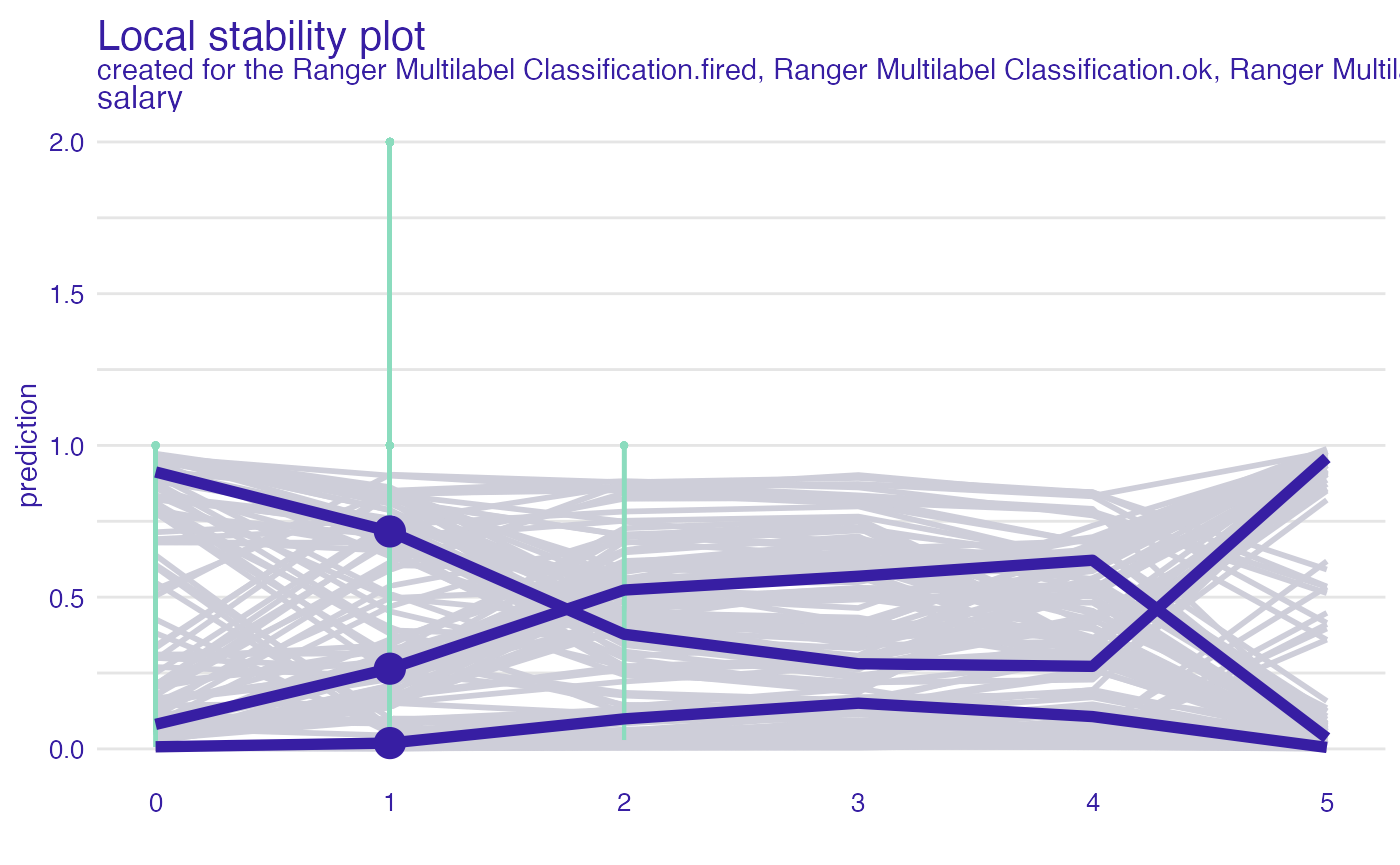 Local stability plot
created for the Ranger Multilabel Classification.fired, Ranger Multilabel Classification.ok, Ranger
salary
2.0
1.5
1.0
0.5
0.0
prediction
0 1 2 3 4 5